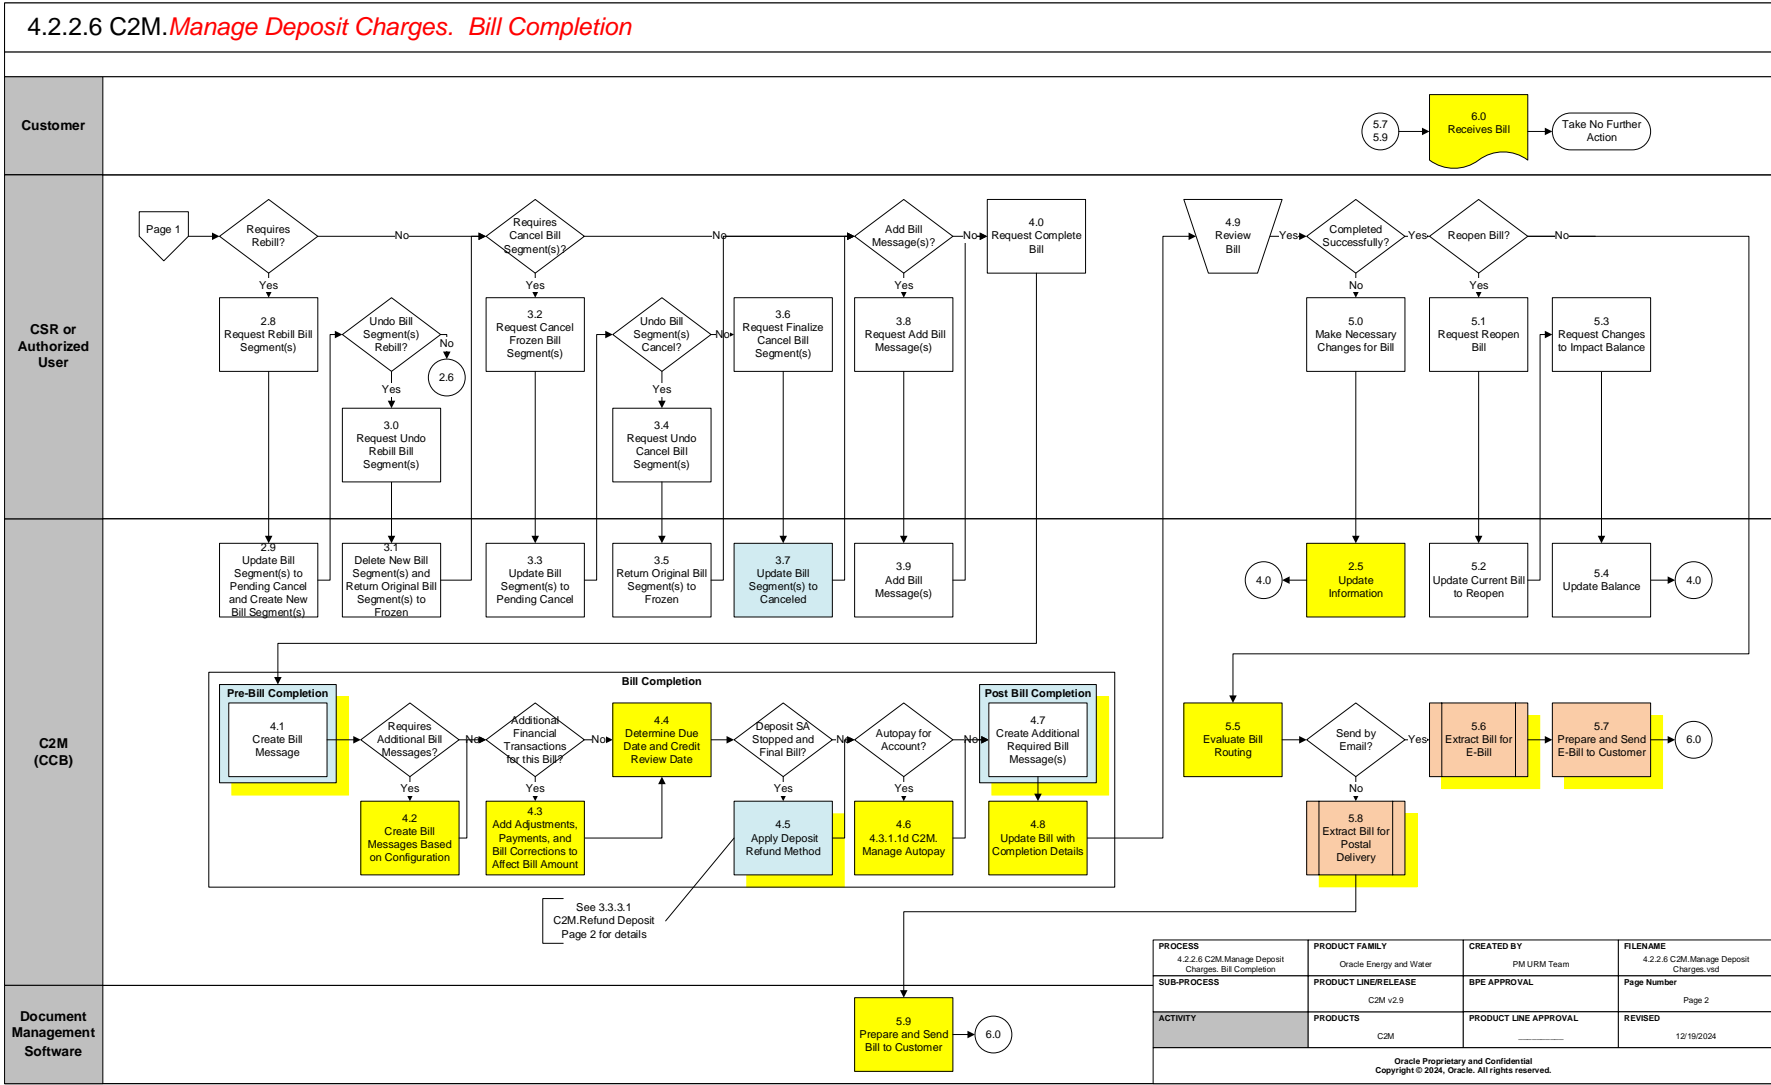 4.2.2.6 C2M.Manage Deposit Charges.  Bill Completion
Customer
5.7
5.9
6.0
Receives Bill
Take No Further
Action
CSR or
Authorized
User
Page 1
Requires
Rebill?
No
Yes
2.8
Request Rebill Bill
Segment(s)
Undo Bill
Segment(s)
Rebill?
No
2.6
Yes
3.0
Request Undo
Rebill Bill
Segment(s)
Requires
Cancel Bill
Segment(s)?
No
Yes
3.2
Request Cancel
Frozen Bill
Segment(s)
Undo Bill
Segment(s)
Cancel?
No
Yes
3.4
Request Undo
Cancel Bill
Segment(s)
3.6
Request Finalize
Cancel Bill
Segment(s)
Add Bill
Message(s)?
No
Yes
3.8
Request Add Bill
Message(s)
4.0
Request Complete
Bill
4.9
Review
Bill
Yes
Completed
Successfully?
Yes
No
5.0
Make Necessary
Changes for Bill
Reopen Bill?
No
Yes
5.1
Request Reopen
Bill
5.3
Request Changes
to Impact Balance
C2M
(CCB)
2.9
Update Bill
Segment(s) to
Pending Cancel
and Create New
Bill Segment(s)
3.1
Delete New Bill
Segment(s) and
Return Original Bill
Segment(s) to
Frozen
3.3
Update Bill
Segment(s) to
Pending Cancel
3.5
Return Original Bill
Segment(s) to
Frozen
3.7
Update Bill
Segment(s) to
Canceled
3.9
Add Bill
Message(s)
4.0
2.5
Update
Information
5.2
Update Current Bill
to Reopen
5.4
Update Balance
4.0
Bill Completion
Pre-Bill Completion
4.1
Create Bill
Message
Requires
Additional Bill
Messages?
No
Yes
4.2
Create Bill
Messages Based
on Configuration
Additional
Financial
Transactions
for this Bill?
No
Yes
4.3
Add Adjustments,
Payments, and
Bill Corrections to
Affect Bill Amount
4.4
Determine Due
Date and Credit
Review Date
Deposit SA
Stopped and
Final Bill?
No
Yes
4.5
Apply Deposit
Refund Method
Autopay for
Account?
No
Yes
4.6
4.3.1.1d C2M.
Manage Autopay
Post Bill Completion
4.7
Create Additional
Required Bill
Message(s)
4.8
Update Bill with
Completion Details
See 3.3.3.1
C2M.Refund Deposit
Page 2 for details
5.5
Evaluate Bill
Routing
Send by
Email?
Yes
No
5.6
Extract Bill for
E-Bill
5.7
Prepare and Send
E-Bill to Customer
6.0
5.8
Extract Bill for
Postal
Delivery
Document
Management
Software
5.9
Prepare and Send
Bill to Customer
6.0
PROCESS
4.2.2.6 C2M.Manage Deposit
Charges. Bill Completion
PRODUCT FAMILY
Oracle Energy and Water
CREATED BY
PM URM Team
FILENAME
4.2.2.6 C2M.Manage Deposit
Charges.vsd
SUB-PROCESS
PRODUCT LINE/RELEASE
C2M v2.9
BPE APPROVAL
Page Number
Page 2
ACTIVITY
PRODUCTS
C2M
PRODUCT LINE APPROVAL
REVISED
12/19/2024
Oracle Proprietary and Confidential
Copyright © 2024, Oracle. All rights reserved.